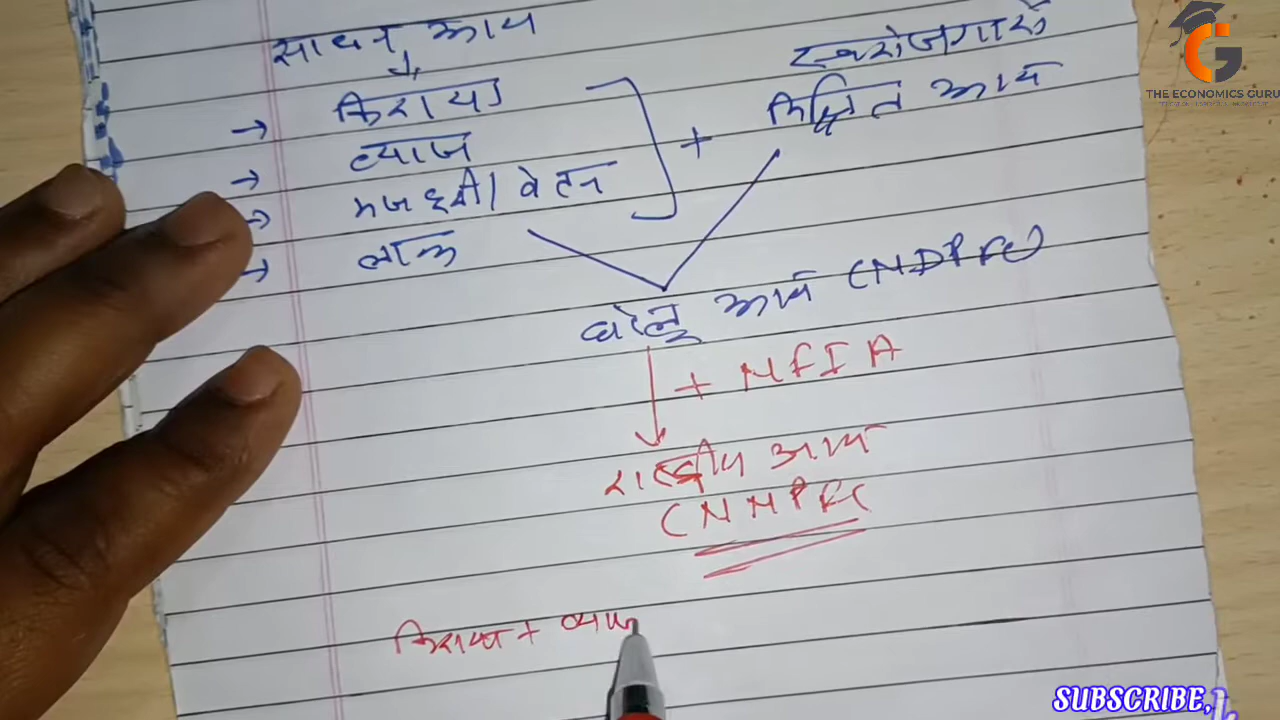 साधन आय
→ किराया
→ ब्याज
→ मजदूरी/वेतन
→ लाभ
+
स्वरोजगारों
मिश्रित आय
घरेलू आय (NDPFC)
+ NFIA
राष्ट्रीय आय
(NNPFC
किराया + ब्याज
THE ECONOMICS GURU
SUBSCRIBE,